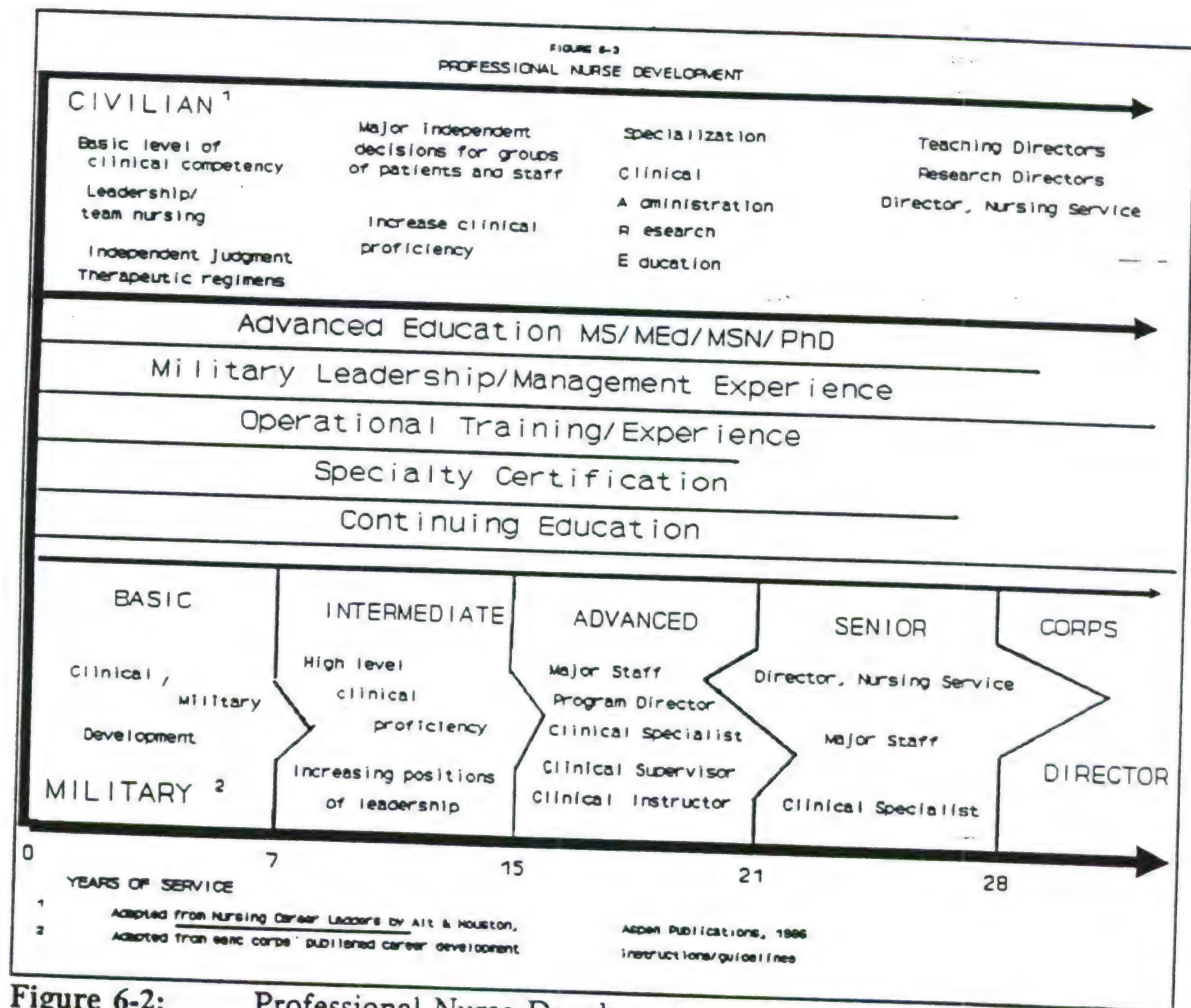 FIGURE 6-3
PROFESSIONAL NURSE DEVELOPMENT
CIVILIAN 1
Basic level of
clinical competency
Leadership/
team nursing
Independent Judgment
Therapeutic regimens
Major independent
decisions for groups
of patients and staff
Increase clinical
proficiency
Specialization
Clinical
A dministration
R esearch
E ducation
Teaching Directors
Research Directors
Director, Nursing Service
Advanced Education MS/MEd/MSN/PhD
Military Leadership/Management Experience
Operational Training/Experience
Specialty Certification
Continuing Education
BASIC
Clinical /
Military
Development
MILITARY 2
INTERMEDIATE
High level
clinical
proficiency
Increasing positions
of leadership
ADVANCED
Major Staff
Program Director
Clinical Specialist
Clinical Supervisor
Clinical Instructor
SENIOR
Director, Nursing Service
Major Staff
Clinical Specialist
CORPS
DIRECTOR
0 7 15 21 28
YEARS OF SERVICE
1 Adapted from Nursing Career Ladders by Alt & Houston, Aspen Publications, 1986
2 Adapted from each corps' published career development instructions/guidelines
Figure 6-2: Professional Nurse